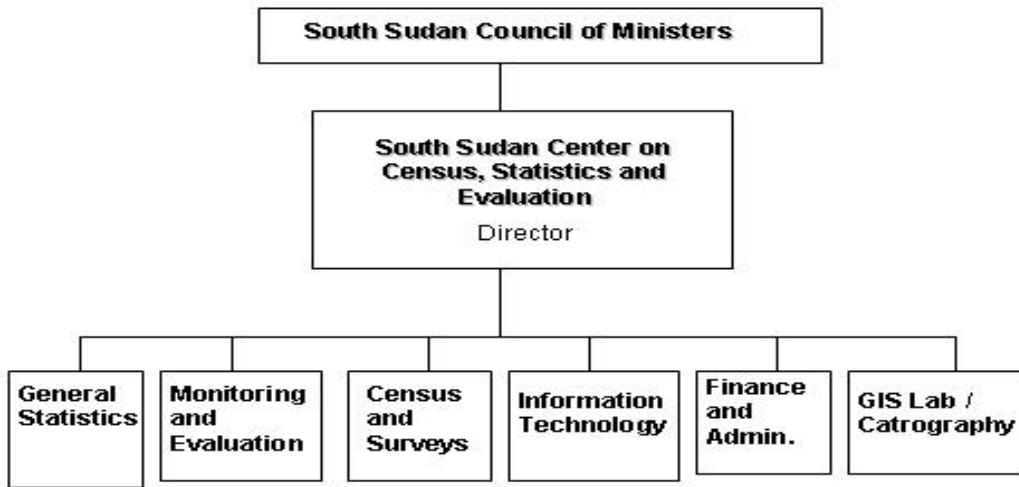 South Sudan Council of Ministers
South Sudan Center on
Census, Statistics and
Evaluation
Director
General
Statistics
Monitoring
and
Evaluation
Census
and
Surveys
Information
Technology
Finance
and
Admin.
GIS Lab /
Catrography